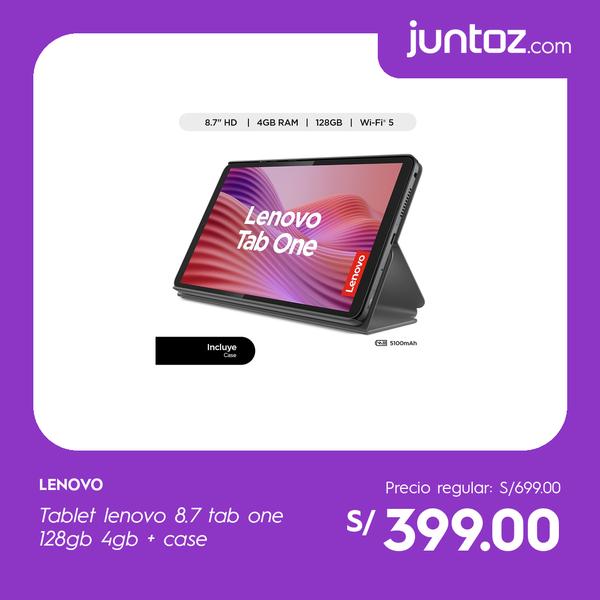 juntoz.com
8.7" HD | 4GB RAM | 128GB | Wi-Fi® 5
Lenovo
Tab One
Lenovo
Incluye
Case
5100mAh
LENOVO
Tablet lenovo 8.7 tab one
128gb 4gb + case
Precio regular: S/699.00
S/ 399.00